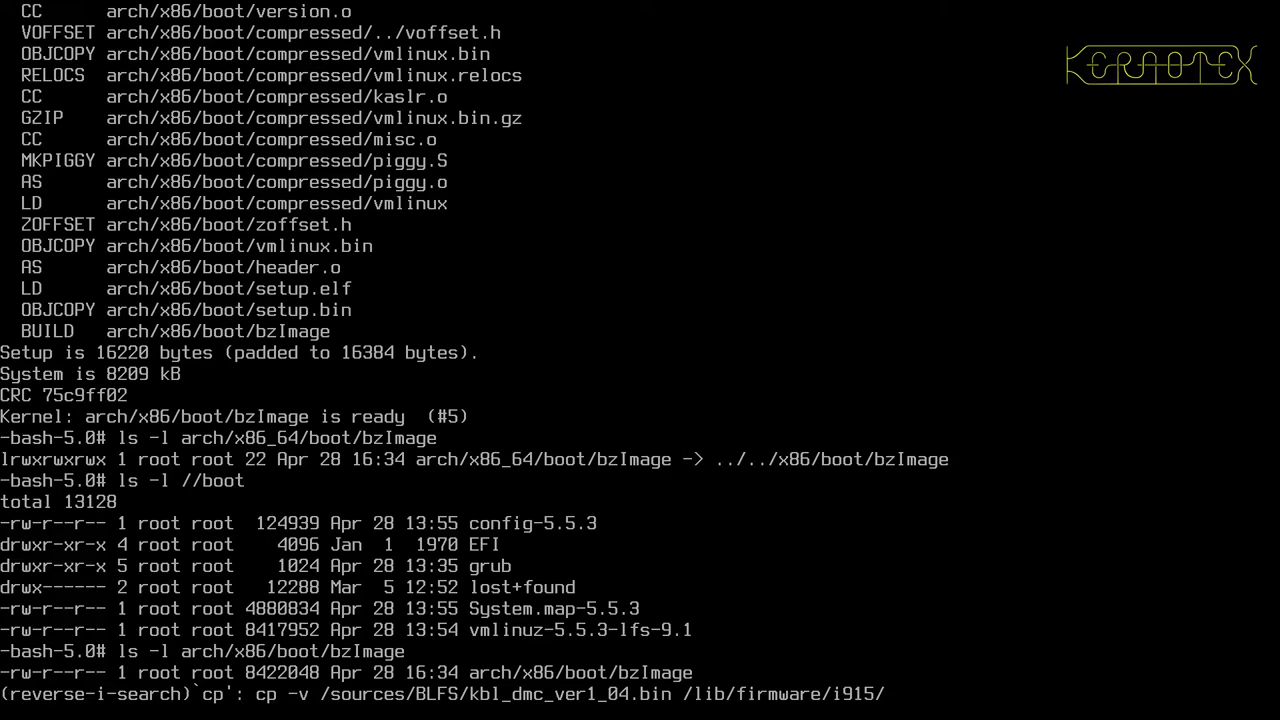 CC      arch/x86/boot/version.o
KERNOTEX
VOFFSET arch/x86/boot/compressed/../voffset.h
OBJCOPY arch/x86/boot/compressed/vmlinux.bin
RELOCS  arch/x86/boot/compressed/vmlinux.relocs
CC      arch/x86/boot/compressed/kaslr.o
GZIP    arch/x86/boot/compressed/vmlinux.bin.gz
CC      arch/x86/boot/compressed/misc.o
MKPIGGY arch/x86/boot/compressed/piggy.S
AS      arch/x86/boot/compressed/piggy.o
LD      arch/x86/boot/compressed/vmlinux
ZOFFSET arch/x86/boot/zoffset.h
OBJCOPY arch/x86/boot/vmlinux.bin
AS      arch/x86/boot/header.o
LD      arch/x86/boot/setup.elf
OBJCOPY arch/x86/boot/setup.bin
BUILD   arch/x86/boot/bzImage
Setup is 16220 bytes (padded to 16384 bytes).
System is 8209 kB
CRC 75c9ff02
Kernel: arch/x86/boot/bzImage is ready  (#5)
-bash-5.0# ls -l arch/x86_64/boot/bzImage
lrwxrwxrwx 1 root root 22 Apr 28 16:34 arch/x86_64/boot/bzImage -> ../../x86/boot/bzImage
-bash-5.0# ls -l //boot
total 13128
-rw-r--r-- 1 root root  124939 Apr 28 13:55 config-5.5.3
drwxr-xr-x 4 root root    4096 Jan  1  1970 EFI
drwxr-xr-x 5 root root    1024 Apr 28 13:35 grub
drwx------ 2 root root   12288 Mar  5 12:52 lost+found
-rw-r--r-- 1 root root 4880834 Apr 28 13:55 System.map-5.5.3
-rw-r--r-- 1 root root 8417952 Apr 28 13:54 vmlinuz-5.5.3-lfs-9.1
-bash-5.0# ls -l arch/x86/boot/bzImage
-rw-r--r-- 1 root root 8422048 Apr 28 16:34 arch/x86/boot/bzImage
(reverse-i-search)`cp': cp -v /sources/BLFS/kbl_dmc_ver1_04.bin /lib/firmware/i915/